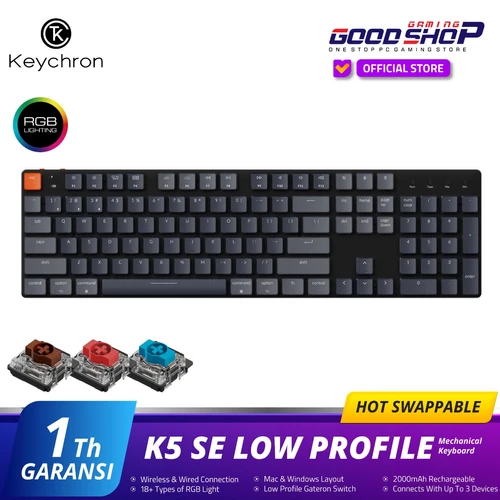 Keychron
GAMING
GOOD SHOP
ONE STOP PC GAMING STORE
OFFICIAL STORE
RGB
LIGHTING
HOT SWAPPABLE
1 Th
GARANSI
K5 SE LOW PROFILE
Mechanical
Keyboard
• Wireless & Wired Connection
• 18+ Types of RGB Light
• Mac & Windows Layout
• Low Profile Gateron Switch
• 2000mAh Rechargeable
• Connects With Up To 3 Devices